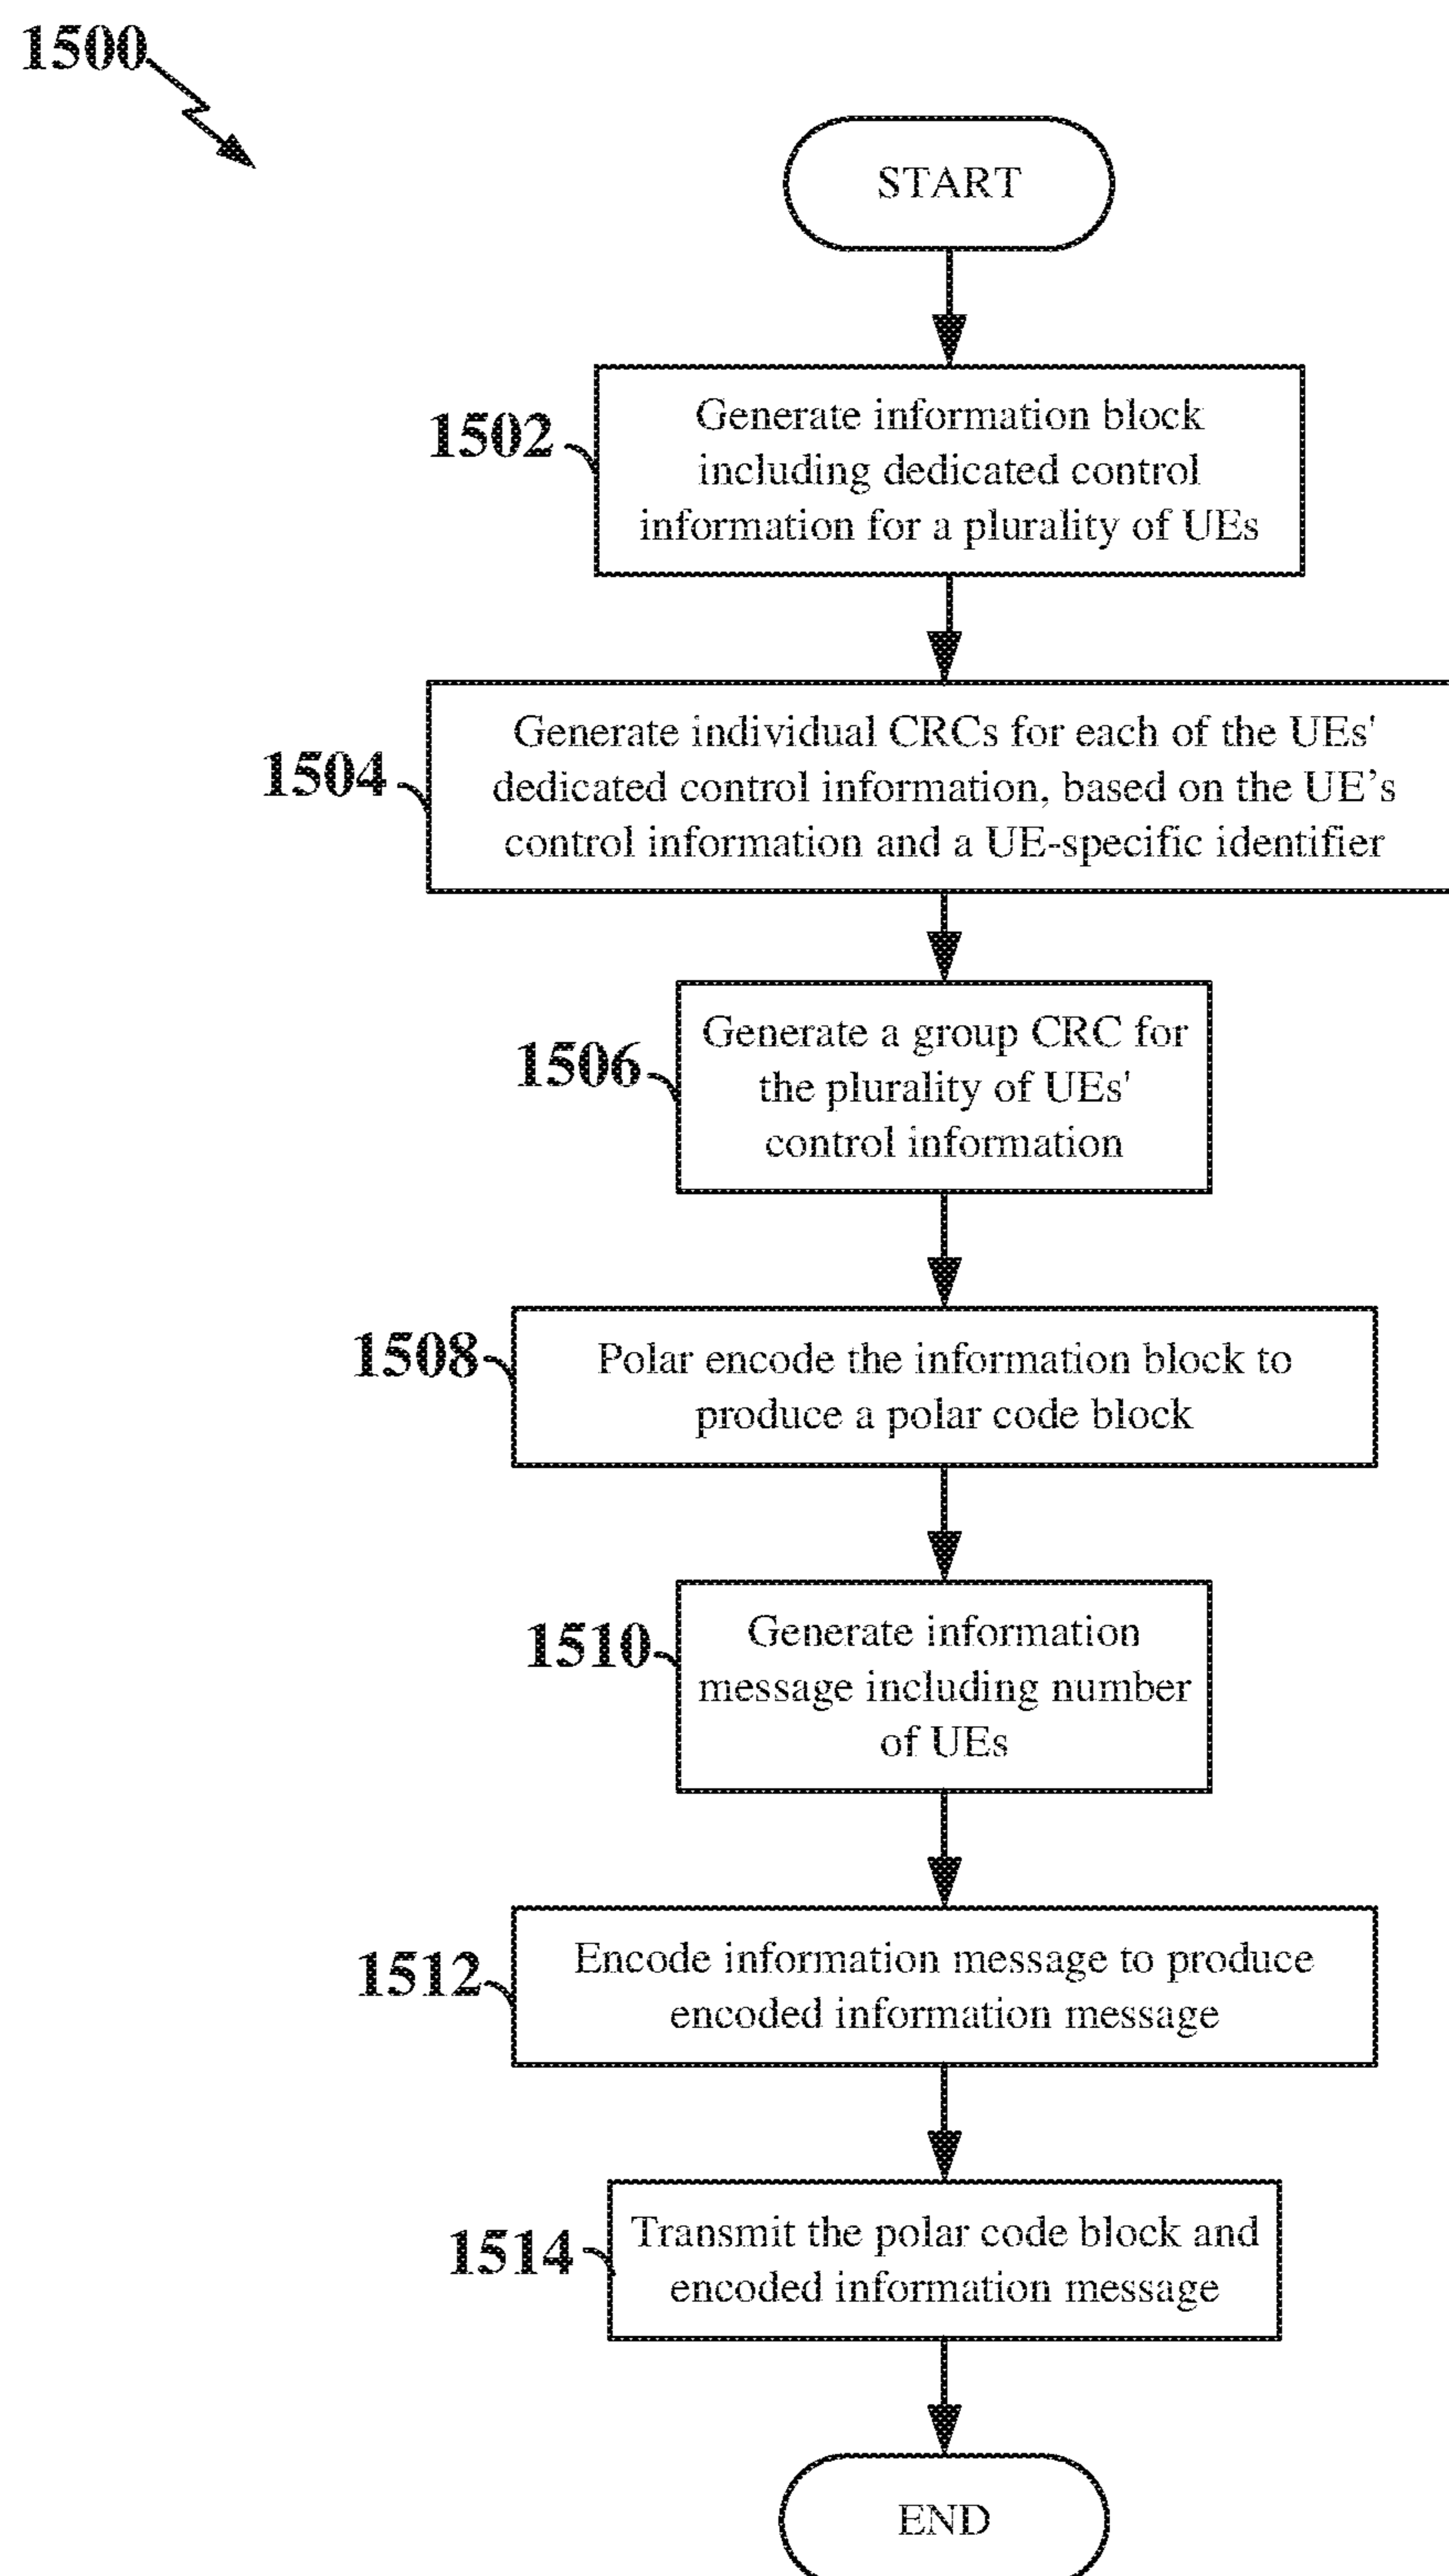 1500
START
1502
Generate information block
including dedicated control
information for a plurality of UEs
1504
Generate individual CRCs for each of the UEs'
dedicated control information, based on the UE’s
control information and a UE-specific identifier
1506
Generate a group CRC for
the plurality of UEs'
control information
1508
Polar encode the information block to
produce a polar code block
1510
Generate information
message including number
of UEs
1512
Encode information message to produce
encoded information message
1514
Transmit the polar code block and
encoded information message
END